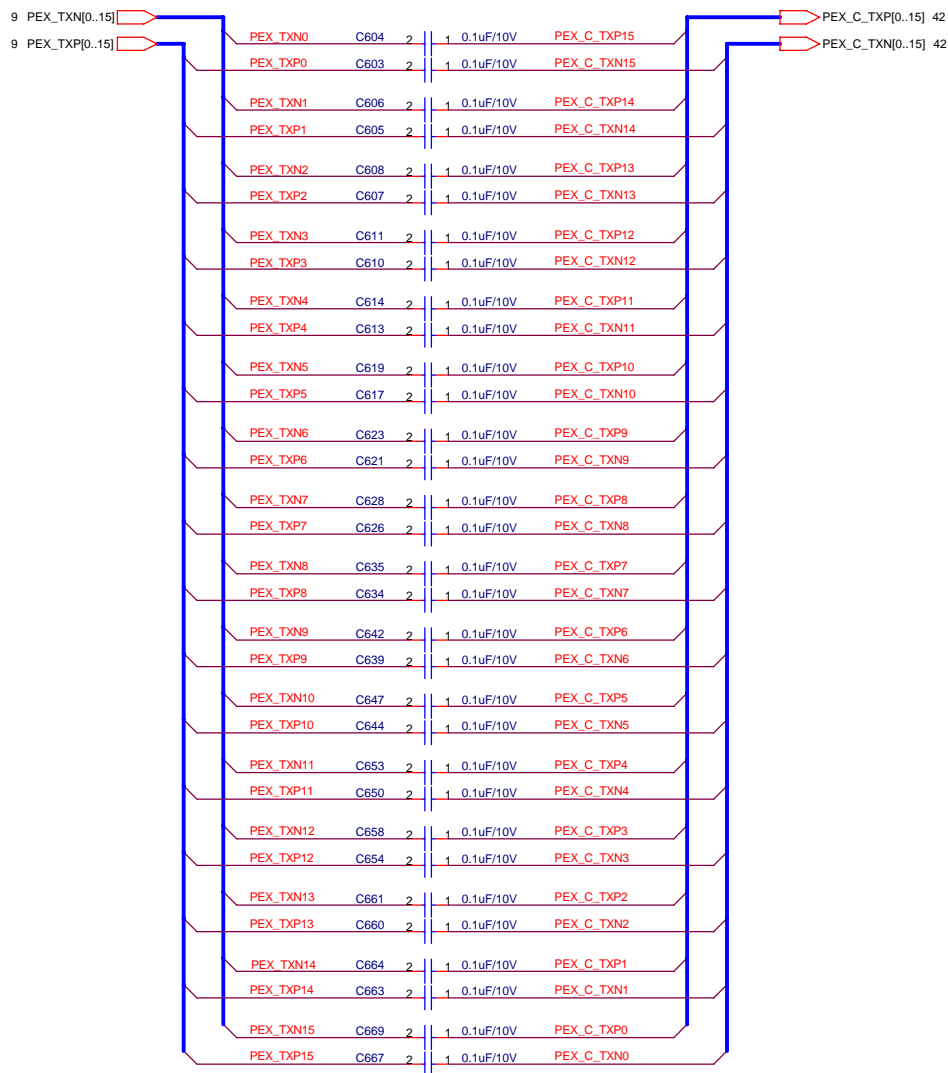 9 PEX_TXN[0..15] PEX_C_TXP[0..15] 42
9 PEX_TXP[0..15] PEX_C_TXN[0..15] 42
PEX_TXN0 C604 2 1 0.1uF/10V PEX_C_TXP15
PEX_TXP0 C603 2 1 0.1uF/10V PEX_C_TXN15
PEX_TXN1 C606 2 1 0.1uF/10V PEX_C_TXP14
PEX_TXP1 C605 2 1 0.1uF/10V PEX_C_TXN14
PEX_TXN2 C608 2 1 0.1uF/10V PEX_C_TXP13
PEX_TXP2 C607 2 1 0.1uF/10V PEX_C_TXN13
PEX_TXN3 C611 2 1 0.1uF/10V PEX_C_TXP12
PEX_TXP3 C610 2 1 0.1uF/10V PEX_C_TXN12
PEX_TXN4 C614 2 1 0.1uF/10V PEX_C_TXP11
PEX_TXP4 C613 2 1 0.1uF/10V PEX_C_TXN11
PEX_TXN5 C619 2 1 0.1uF/10V PEX_C_TXP10
PEX_TXP5 C617 2 1 0.1uF/10V PEX_C_TXN10
PEX_TXN6 C623 2 1 0.1uF/10V PEX_C_TXP9
PEX_TXP6 C621 2 1 0.1uF/10V PEX_C_TXN9
PEX_TXN7 C628 2 1 0.1uF/10V PEX_C_TXP8
PEX_TXP7 C626 2 1 0.1uF/10V PEX_C_TXN8
PEX_TXN8 C635 2 1 0.1uF/10V PEX_C_TXP7
PEX_TXP8 C634 2 1 0.1uF/10V PEX_C_TXN7
PEX_TXN9 C642 2 1 0.1uF/10V PEX_C_TXP6
PEX_TXP9 C639 2 1 0.1uF/10V PEX_C_TXN6
PEX_TXN10 C647 2 1 0.1uF/10V PEX_C_TXP5
PEX_TXP10 C644 2 1 0.1uF/10V PEX_C_TXN5
PEX_TXN11 C653 2 1 0.1uF/10V PEX_C_TXP4
PEX_TXP11 C650 2 1 0.1uF/10V PEX_C_TXN4
PEX_TXN12 C658 2 1 0.1uF/10V PEX_C_TXP3
PEX_TXP12 C654 2 1 0.1uF/10V PEX_C_TXN3
PEX_TXN13 C661 2 1 0.1uF/10V PEX_C_TXP2
PEX_TXP13 C660 2 1 0.1uF/10V PEX_C_TXN2
PEX_TXN14 C664 2 1 0.1uF/10V PEX_C_TXP1
PEX_TXP14 C663 2 1 0.1uF/10V PEX_C_TXN1
PEX_TXN15 C669 2 1 0.1uF/10V PEX_C_TXP0
PEX_TXP15 C667 2 1 0.1uF/10V PEX_C_TXN0